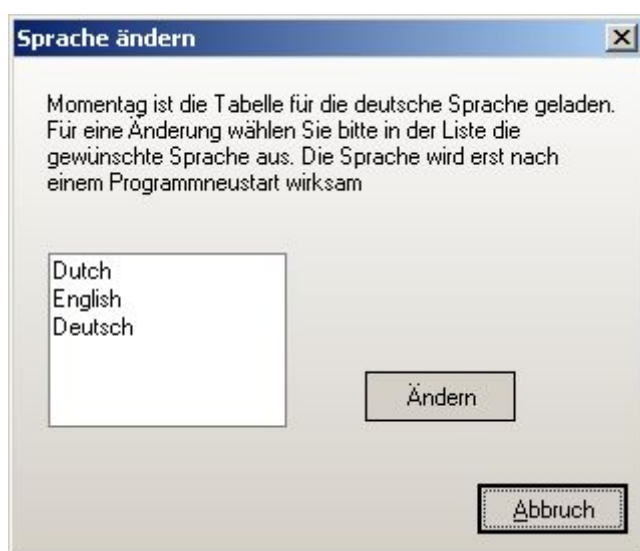 Sprache ändern
Momentag ist die Tabelle für die deutsche Sprache geladen.
Für eine Änderung wählen Sie bitte in der Liste die
gewünschte Sprache aus. Die Sprache wird erst nach
einem Programmneustart wirksam
Dutch
English
Deutsch
Ändern
Abbruch